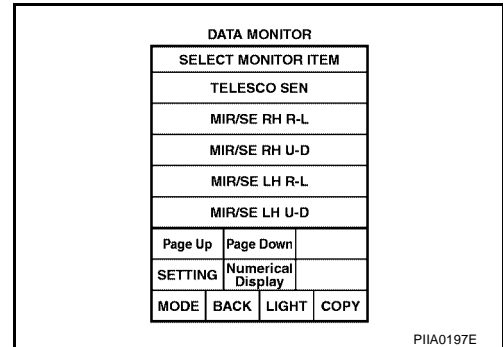 DATA MONITOR
SELECT MONITOR ITEM
TELESCO SEN
MIR/SE RH R-L
MIR/SE RH U-D
MIR/SE LH R-L
MIR/SE LH U-D
Page Up Page Down
SETTING Numerical
Display
MODE BACK LIGHT COPY
PIIA0197E